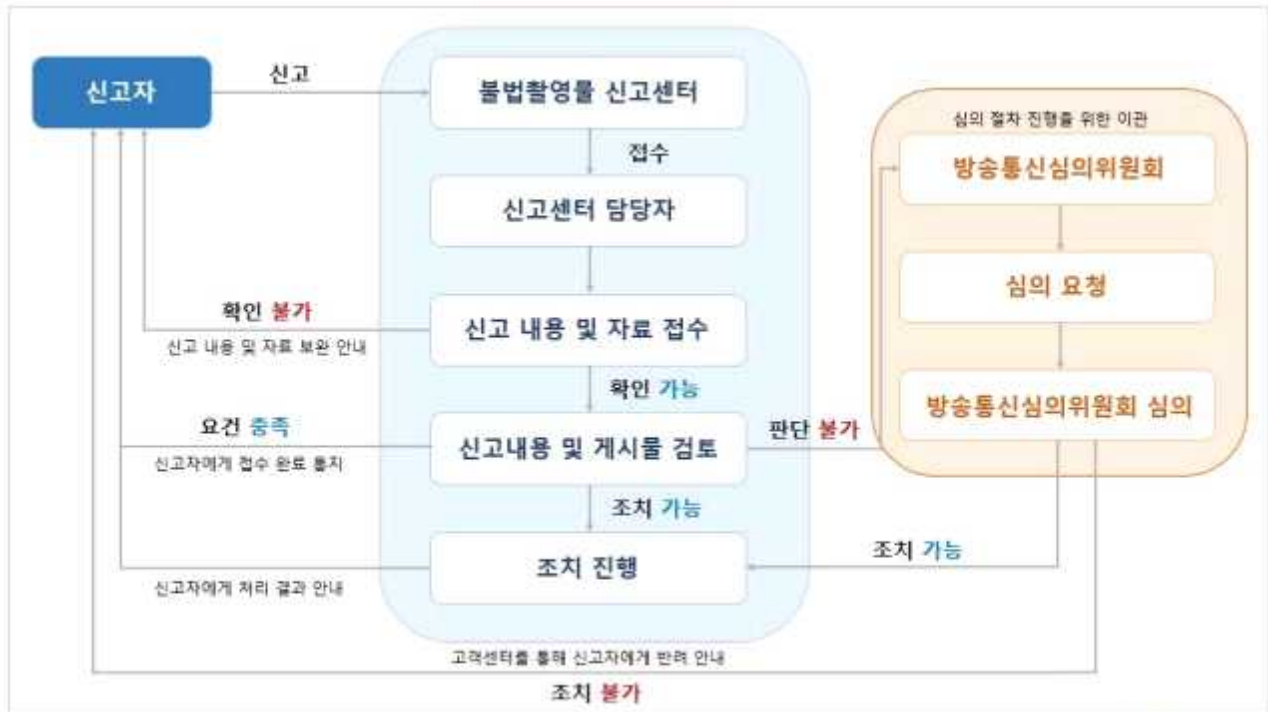 신고자
신고
불법촬영물 신고센터
접수
신고센터 담당자
확인 불가
신고 내용 및 자료 보완 안내
신고 내용 및 자료 접수
확인 가능
요건 충족
신고자에게 접수 완료 통지
신고내용 및 게시물 검토
판단 불가
조치 가능
조치 진행
신고자에게 처리 결과 안내
심의 절차 진행을 위한 이관
방송통신심의위원회
심의 요청
방송통신심의위원회 심의
조치 가능
고객센터를 통해 신고자에게 반려 안내
조치 불가